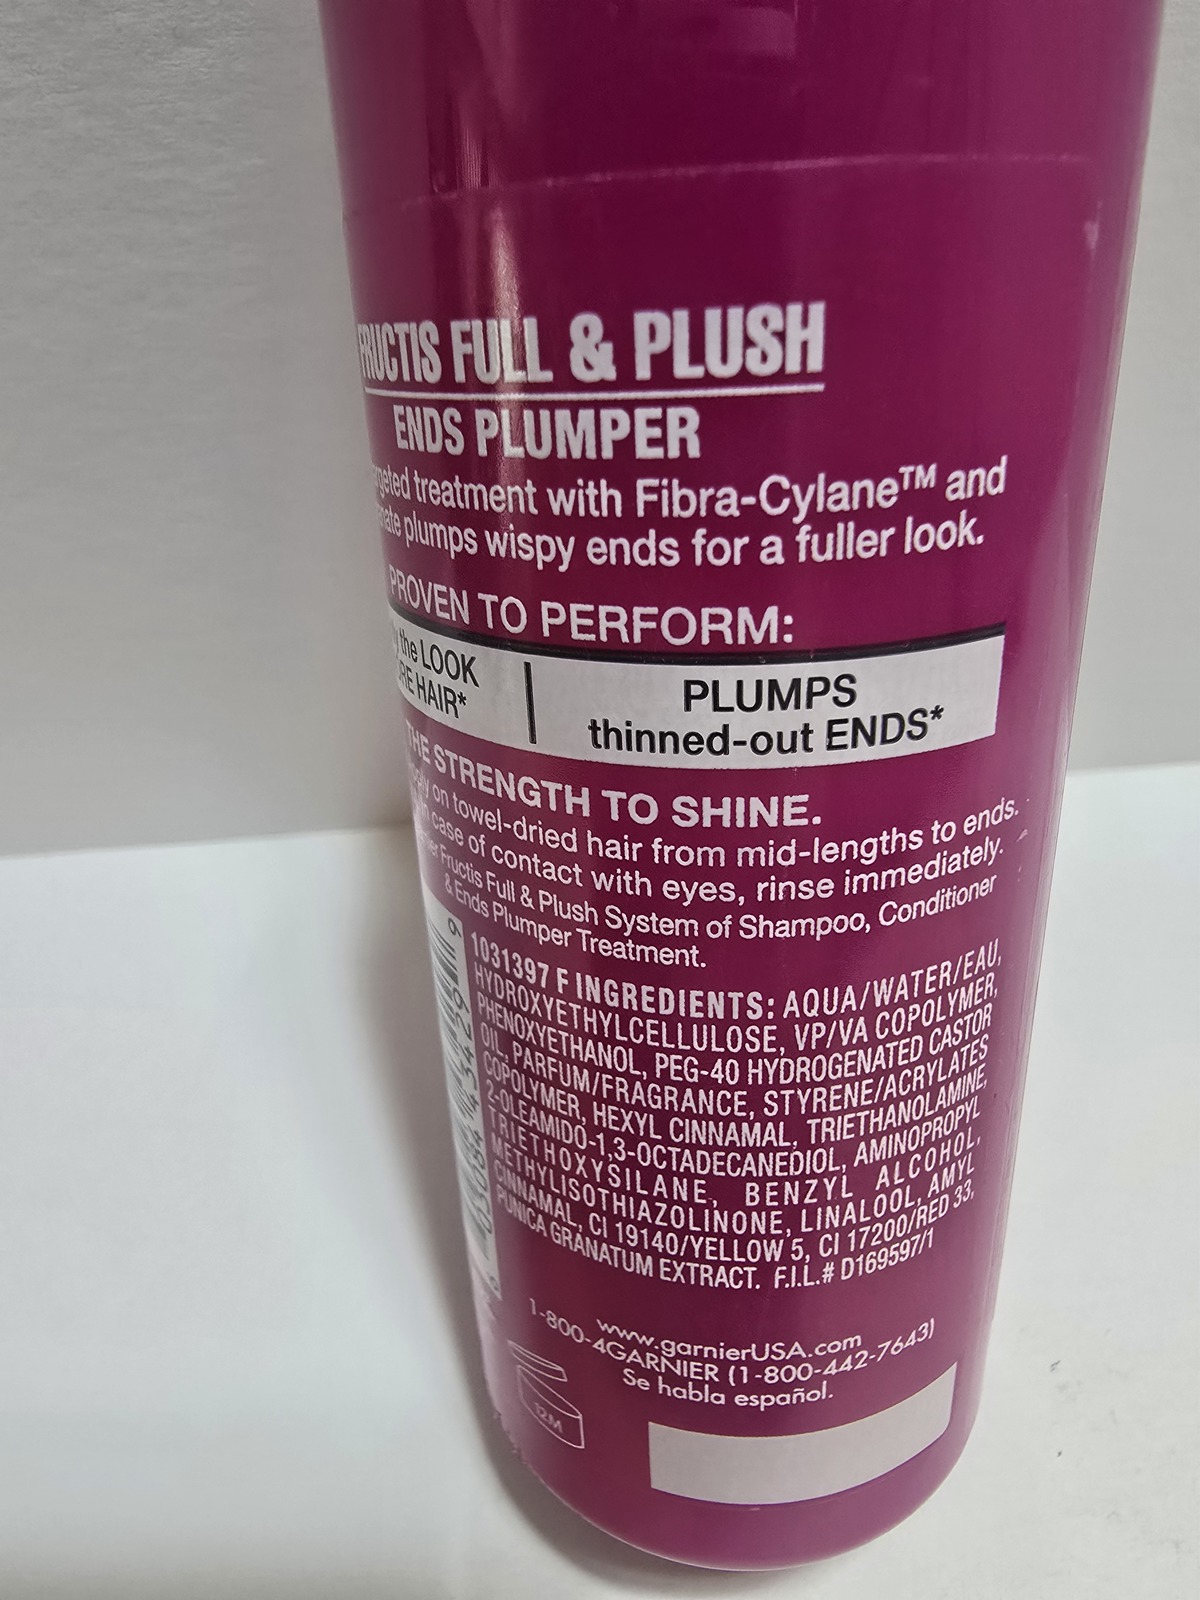 FRUCTIS FULL & PLUSH
ENDS PLUMPER
treatment with Fibra-Cylane™ and
plumps wispy ends for a fuller look.
PROVEN TO PERFORM:
the LOOK
HAIR*
PLUMPS
thinned-out ENDS*
THE STRENGTH TO SHINE.
on towel-dried hair from mid-lengths to ends.
case of contact with eyes, rinse immediately.
Fructis Full & Plush System of Shampoo, Conditioner
& Ends Plumper Treatment.
1031397 F INGREDIENTS: AQUA/WATER/EAU,
HYDROXYETHYLCELLULOSE, VP/VA COPOLYMER,
PHENOXYETHANOL, PEG-40 HYDROGENATED CASTOR
OIL, PARFUM/FRAGRANCE, STYRENE/ACRYLATES
COPOLYMER, HEXYL CINNAMAL, TRIETHANOLAMINE,
2-OLEAMIDO-1,3-OCTADECANEDIOL, AMINOPROPYL
TRIETHOXYSILANE, BENZYL ALCOHOL,
METHYLISOTHIAZOLINONE, LINALOOL, AMYL
CINNAMAL, CI 19140/YELLOW 5, CI 17200/RED 33,
PUNICA GRANATUM EXTRACT. F.I.L.# D169597/1
www.garnierUSA.com
1-800-4GARNIER (1-800-442-7643)
Se habla español.
12M